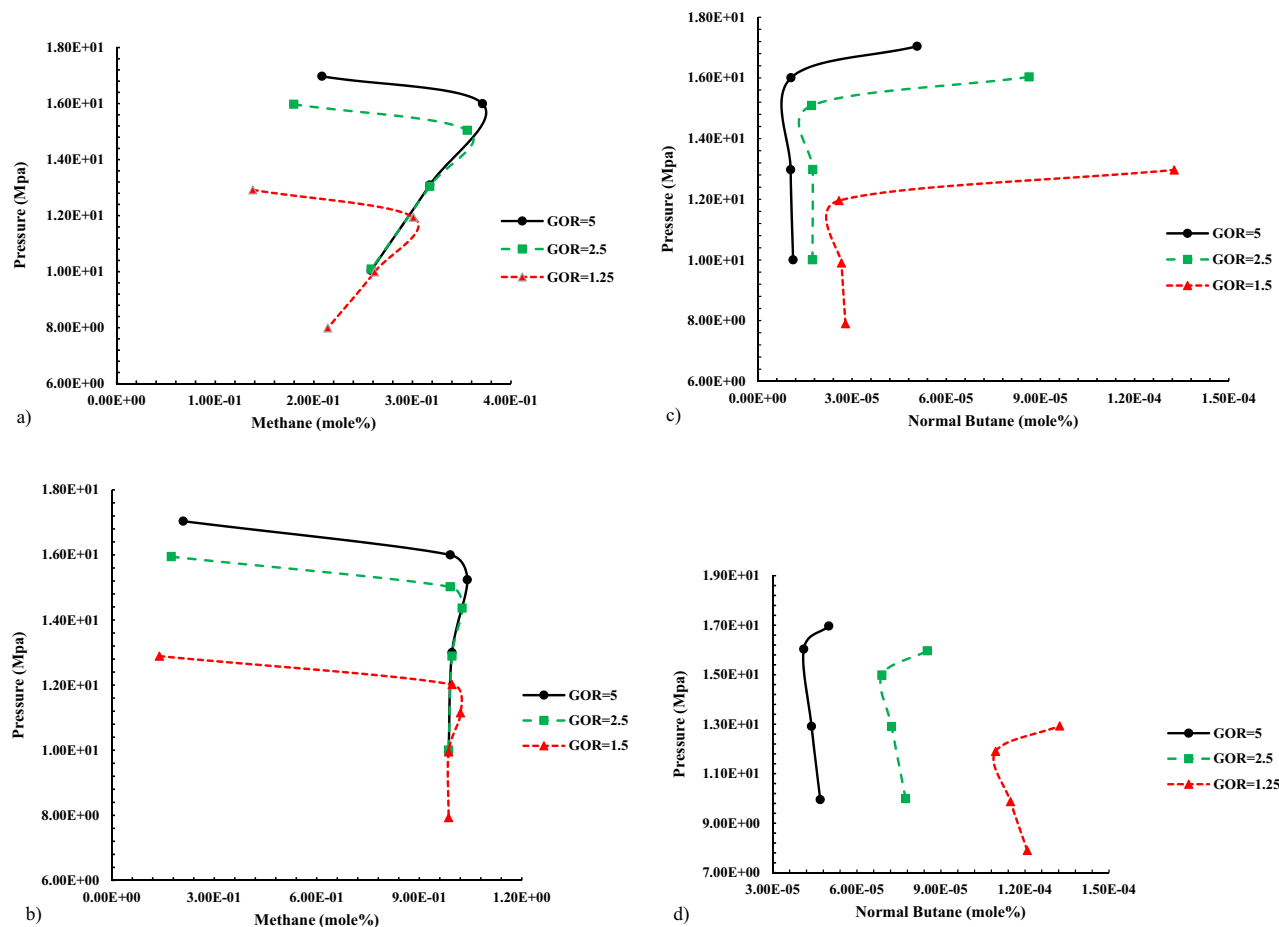 1.80E+01
1.60E+01
1.40E+01
1.20E+01
1.00E+01
8.00E+00
6.00E+00
Pressure (Mpa)
0.00E+00 1.00E-01 2.00E-01 3.00E-01 4.00E-01
Methane (mole%)
GOR=5
GOR=2.5
GOR=1.25
a)
1.80E+01
1.60E+01
1.40E+01
1.20E+01
1.00E+01
8.00E+00
6.00E+00
Pressure (Mpa)
0.00E+00 3.00E-05 6.00E-05 9.00E-05 1.20E-04 1.50E-04
Normal Butane (mole%)
GOR=5
GOR=2.5
GOR=1.5
c)
1.80E+01
1.60E+01
1.40E+01
1.20E+01
1.00E+01
8.00E+00
6.00E+00
Pressure (Mpa)
0.00E+00 3.00E-01 6.00E-01 9.00E-01 1.20E+00
Methane (mole%)
GOR=5
GOR=2.5
GOR=1.5
b)
1.90E+01
1.70E+01
1.50E+01
1.30E+01
1.10E+01
9.00E+00
7.00E+00
Pressure (Mpa)
3.00E-05 6.00E-05 9.00E-05 1.20E-04 1.50E-04
Normal Butane (mole%)
GOR=5
GOR=2.5
GOR=1.25
d)